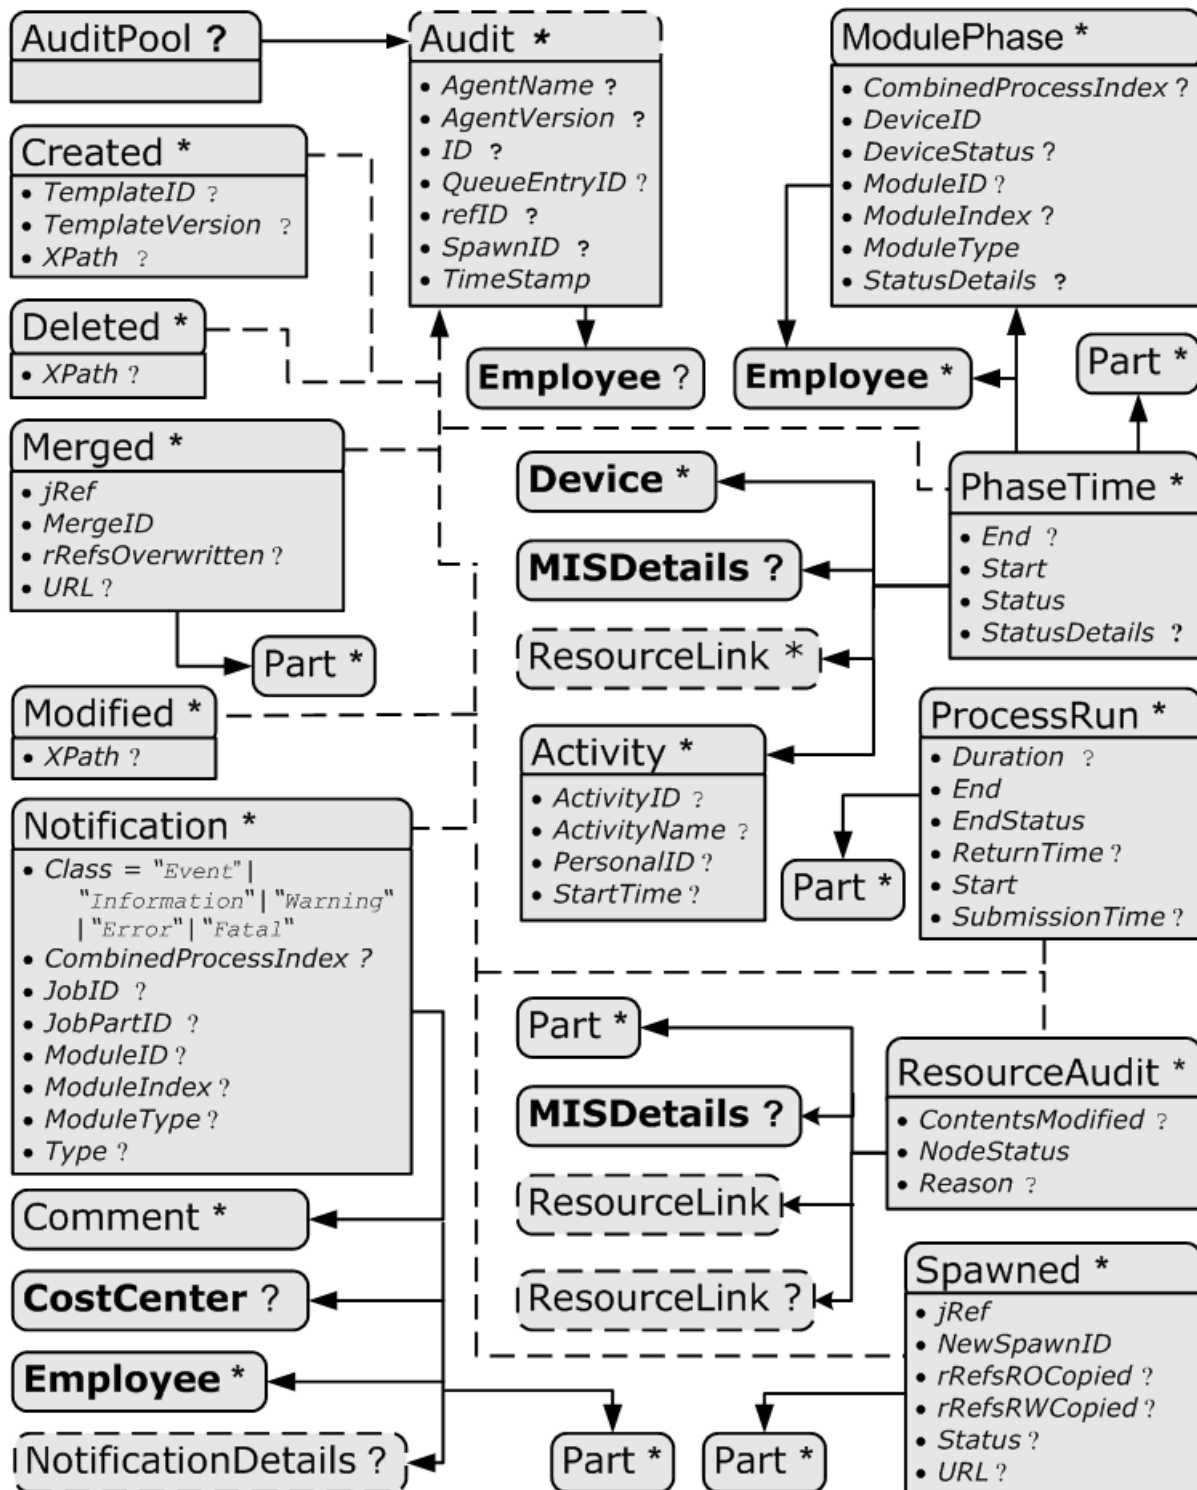 AuditPool ?
Audit *
• AgentName ?
• AgentVersion ?
• ID ?
• QueueEntryID ?
• refID ?
• SpawnID ?
• TimeStamp
ModulePhase *
• CombinedProcessIndex ?
• DeviceID
• DeviceStatus ?
• ModuleID ?
• ModuleIndex ?
• ModuleType
• StatusDetails ?
Created *
• TemplateID ?
• TemplateVersion ?
• XPath ?
Deleted *
• XPath ?
Employee ?
Employee *
Part *
Merged *
• jRef
• MergeID
• rRefsOverwritten ?
• URL ?
Part *
Device *
MISDetails ?
ResourceLink *
PhaseTime *
• End ?
• Start
• Status
• StatusDetails ?
Modified *
• XPath ?
Activity *
• ActivityID ?
• ActivityName ?
• PersonalID ?
• StartTime ?
ProcessRun *
• Duration ?
• End
• EndStatus
• ReturnTime ?
• Start
• SubmissionTime ?
Part *
Notification *
• Class = "Event" |
"Information" | "Warning"
| "Error" | "Fatal"
• CombinedProcessIndex ?
• JobID ?
• JobPartID ?
• ModuleID ?
• ModuleIndex ?
• ModuleType ?
• Type ?
Part *
MISDetails ?
ResourceLink
ResourceLink ?
ResourceAudit *
• ContentsModified ?
• NodeStatus
• Reason ?
Comment *
CostCenter ?
Employee *
NotificationDetails ?
Part *
Part *
Spawned *
• jRef
• NewSpawnID
• rRefsROCopied ?
• rRefsRWCopied ?
• Status ?
• URL ?